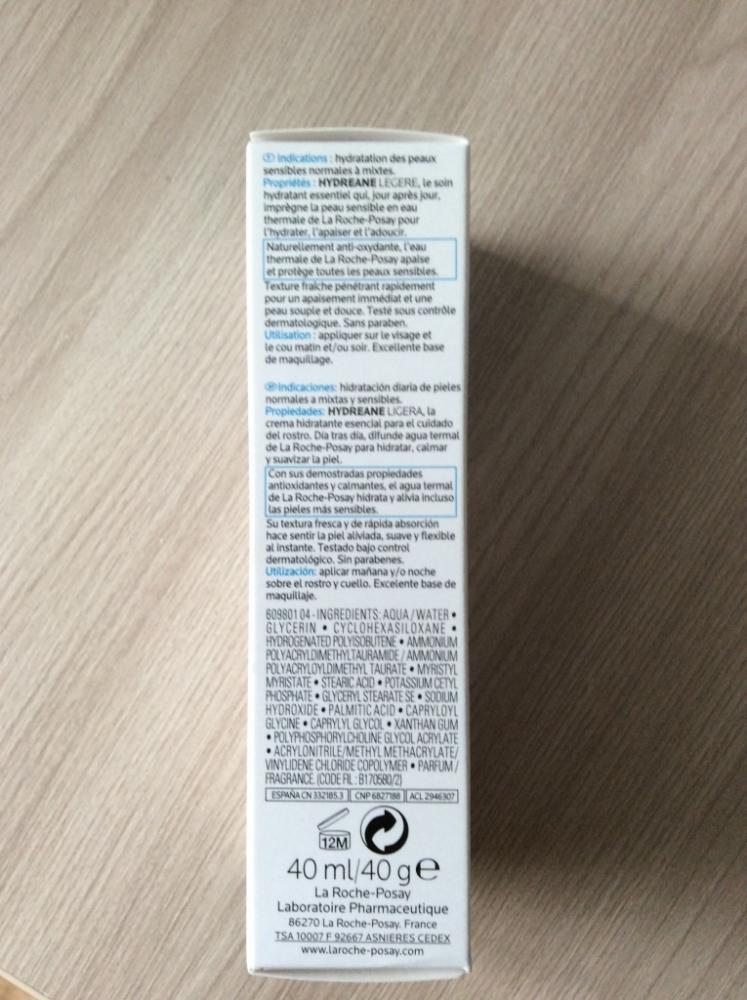 F Indications : hydratation des peaux
sensibles normales à mixtes.
Propriétés : HYDREANE LEGERE, le soin
hydratant essentiel qui, jour après jour,
imprègne la peau sensible en eau
thermale de La Roche-Posay pour
l'hydrater, l'apaiser et l'adoucir.
Naturellement anti-oxydante, l'eau
thermale de La Roche-Posay apaise
et protège toutes les peaux sensibles.
Texture fraîche pénétrant rapidement
pour un apaisement immédiat et une
peau souple et douce. Testé sous contrôle
dermatologique. Sans paraben.
Utilisation : appliquer sur le visage et
le cou matin et/ou soir. Excellente base
de maquillage.
Indicaciones: hidratación diaria de pieles
normales a mixtas y sensibles.
Propiedades: HYDREANE LIGERA, la
crema hidratante esencial para el cuidado
del rostro. Día tras día, difunde agua termal
de La Roche-Posay para hidratar, calmar
y suavizar la piel.
Con sus demostradas propiedades
antioxidantes y calmantes, el agua termal
de La Roche-Posay hidrata y alivia incluso
las pieles más sensibles.
Su textura fresca y de rápida absorción
hace sentir la piel aliviada, suave y flexible
al instante. Testado bajo control
dermatológico. Sin parabenes.
Utilización: aplicar mañana y/o noche
sobre el rostro y cuello. Excelente base de
maquillaje.
609801 04 - INGREDIENTS: AQUA / WATER •
GLYCERIN • CYCLOHEXASILOXANE •
HYDROGENATED POLYISOBUTENE • AMMONIUM
POLYACRYLDIMETHYLTAURAMIDE / AMMONIUM
POLYACRYLOYLDIMETHYL TAURATE • MYRISTYL
MYRISTATE • STEARIC ACID • POTASSIUM CETYL
PHOSPHATE • GLYCERYL STEARATE SE • SODIUM
HYDROXIDE • PALMITIC ACID • CAPRYLOYL
GLYCINE • CAPRYLYL GLYCOL • XANTHAN GUM
• POLYPHOSPHORYLCHOLINE GLYCOL ACRYLATE
• ACRYLONITRILE/METHYL METHACRYLATE/
VINYLIDENE CHLORIDE COPOLYMER • PARFUM /
FRAGRANCE. (CODE F.I.L. : B170580/2)
ESPAÑA CN 332185.3 CNP 6827188 ACL 2946307
12M
40 ml/40 g e
La Roche-Posay
Laboratoire Pharmaceutique
86270 La Roche-Posay. France
TSA 10007 F 92667 ASNIERES CEDEX
www.laroche-posay.com